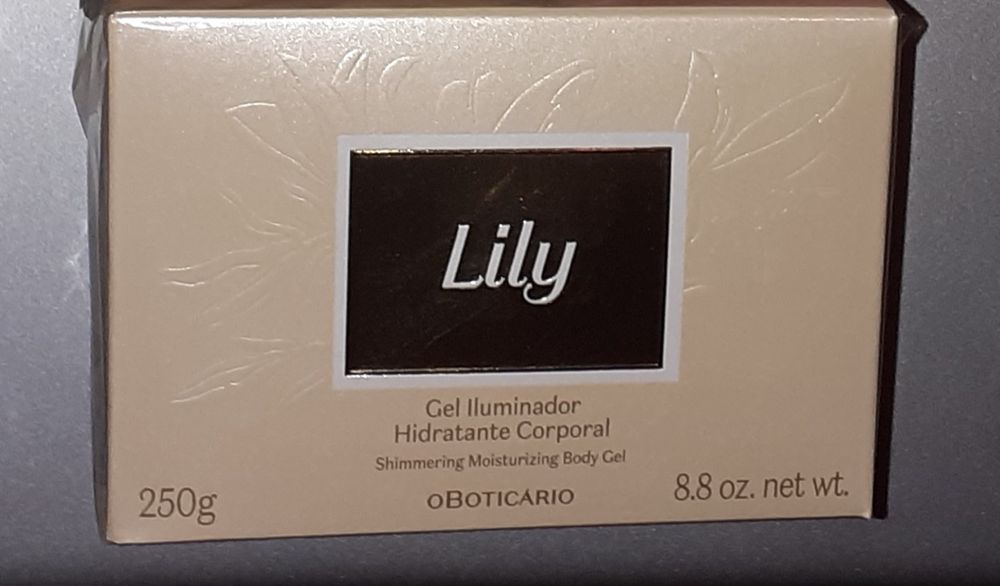 Lily
Gel Iluminador
Hidratante Corporal
Shimmering Moisturizing Body Gel
250g
oBOTICÁRIO
8.8 oz. net wt.